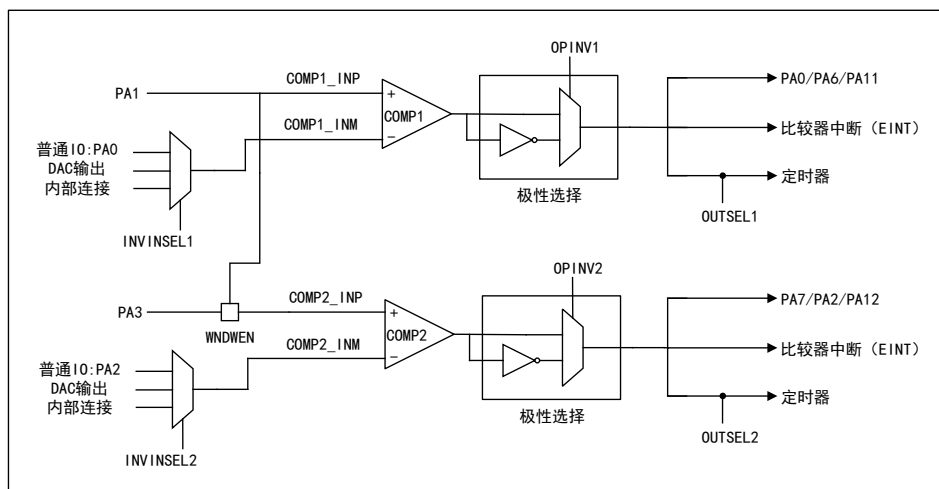 OPINV1
PA1
COMP1_INP
+
COMP1
COMP1_INM
−
PA0/PA6/PA11
比较器中断（EINT）
定时器
普通IO:PA0
DAC输出
内部连接
极性选择
OUTSEL1
INVINSEL1
OPINV2
PA3
WNDWEN
COMP2_INP
+
COMP2
COMP2_INM
−
PA7/PA2/PA12
比较器中断（EINT）
定时器
普通IO:PA2
DAC输出
内部连接
极性选择
OUTSEL2
INVINSEL2